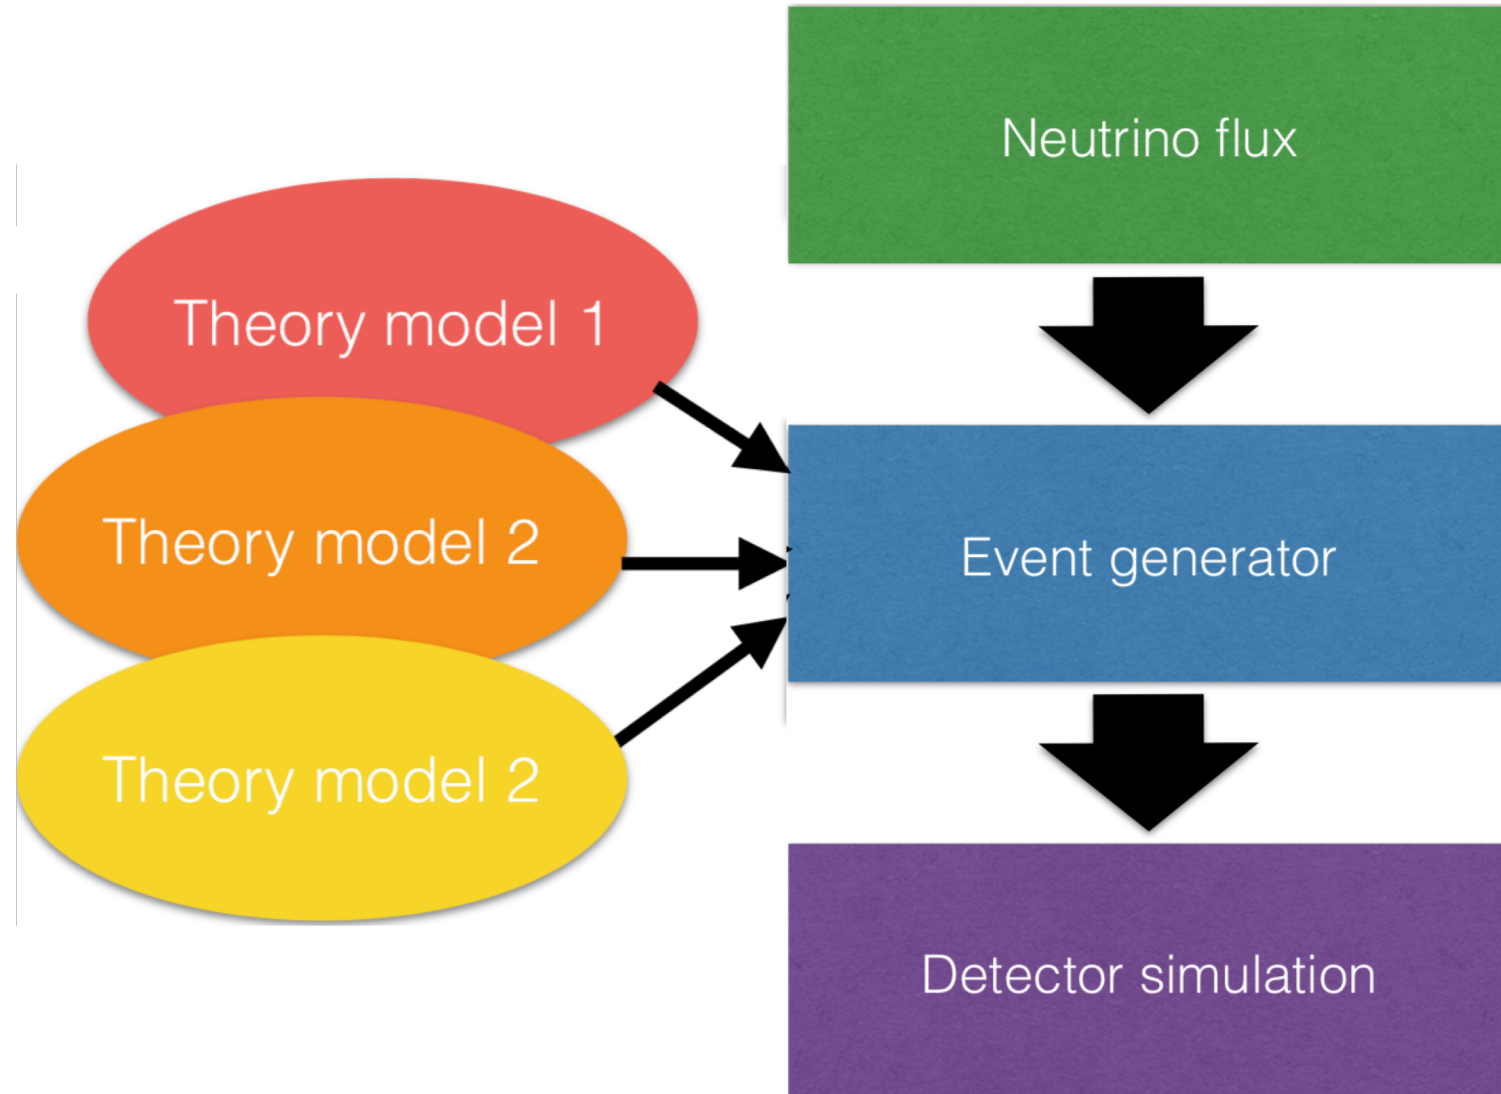 Neutrino flux
Theory model 1
Theory model 2
Event generator
Theory model 2
Detector simulation